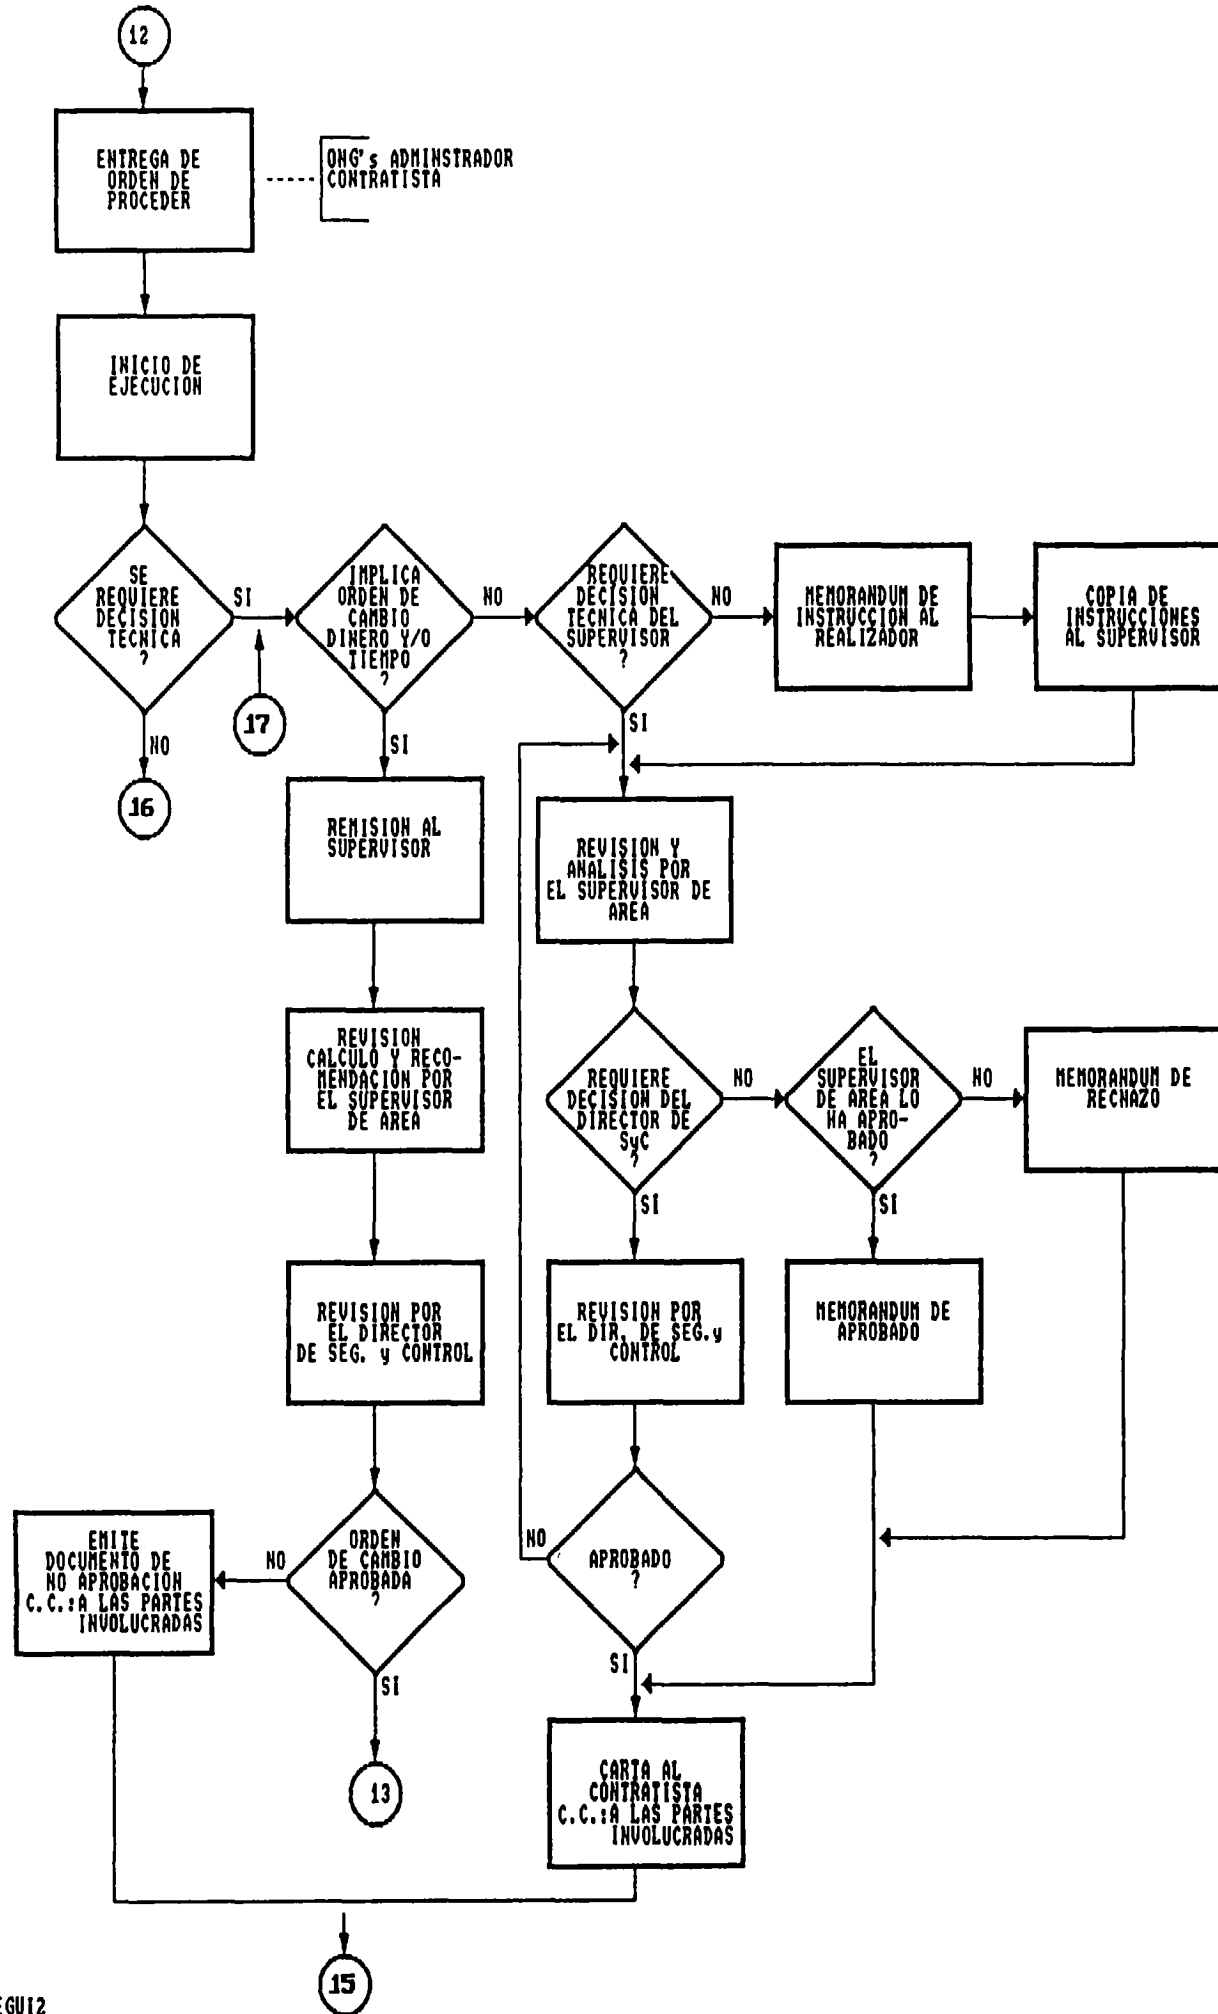 12
ENTREGA DE
ORDEN DE
PROCEDER
ONG's ADMINSTRADOR
CONTRATISTA
INICIO DE
EJECUCION
SE
REQUIERE
DECISION
TECNICA
?
SI
NO
16
17
IMPLICA
ORDEN DE
CAMBIO
DINERO Y/O
TIEMPO
?
NO
SI
REQUIERE
DECISION
TECNICA DEL
SUPERVISOR
?
NO
SI
MEMORANDUM DE
INSTRUCCION AL
REALIZADOR
COPIA DE
INSTRUCCIONES
AL SUPERVISOR
REMISION AL
SUPERVISOR
REVISION Y
ANALISIS POR
EL SUPERVISOR DE
AREA
REVISION
CALCULO Y RECO-
MENDACIÓN POR
EL SUPERVISOR
DE AREA
REQUIERE
DECISION DEL
DIRECTOR DE
SyC
?
NO
SI
EL
SUPERVISOR
DE AREA LO
HA APRO-
BADO
?
NO
SI
MEMORANDUM DE
RECHAZO
REVISION POR
EL DIRECTOR
DE SEG. y CONTROL
REVISION POR
EL DIR. DE SEG.y
CONTROL
MEMORANDUM DE
APROBADO
EMITE
DOCUMENTO DE
NO APROBACIÓN
C.C.:A LAS PARTES
INVOLUCRADAS
NO
ORDEN
DE CAMBIO
APROBADA
?
SI
13
NO
APROBADO
?
SI
CARTA AL
CONTRATISTA
C.C.:A LAS PARTES
INVOLUCRADAS
15
EGUI2